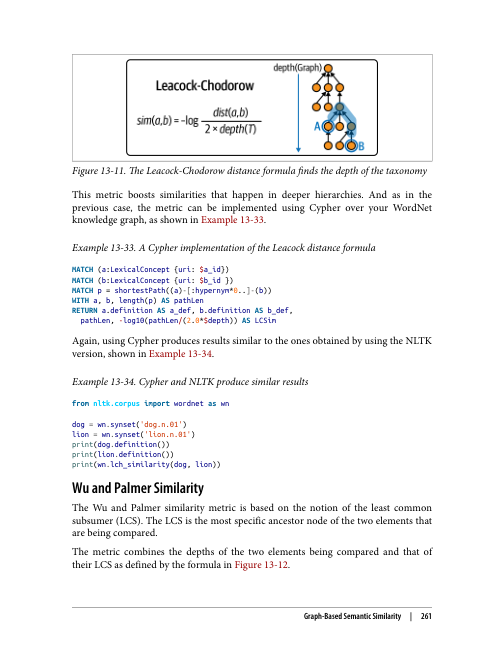 depth(Graph)
Leacock-Chodorow
sim(a,b) = -log dist(a,b)
2 × depth(T)
A
B
Figure 13-11. The Leacock-Chodorow distance formula finds the depth of the taxonomy
This metric boosts similarities that happen in deeper hierarchies. And as in the
previous case, the metric can be implemented using Cypher over your WordNet
knowledge graph, as shown in Example 13-33.
Example 13-33. A Cypher implementation of the Leacock distance formula
MATCH (a:LexicalConcept {uri: $a_id})
MATCH (b:LexicalConcept {uri: $b_id })
MATCH p = shortestPath((a)-[:hypernym*0..]-(b))
WITH a, b, length(p) AS pathLen
RETURN a.definition AS a_def, b.definition AS b_def,
pathLen, -log10(pathLen/(2.0*$depth)) AS LCSim
Again, using Cypher produces results similar to the ones obtained by using the NLTK
version, shown in Example 13-34.
Example 13-34. Cypher and NLTK produce similar results
from nltk.corpus import wordnet as wn
dog = wn.synset('dog.n.01')
lion = wn.synset('lion.n.01')
print(dog.definition())
print(lion.definition())
print(wn.lch_similarity(dog, lion))
Wu and Palmer Similarity
The Wu and Palmer similarity metric is based on the notion of the least common
subsumer (LCS). The LCS is the most specific ancestor node of the two elements that
are being compared.
The metric combines the depths of the two elements being compared and that of
their LCS as defined by the formula in Figure 13-12.
Graph-Based Semantic Similarity | 261